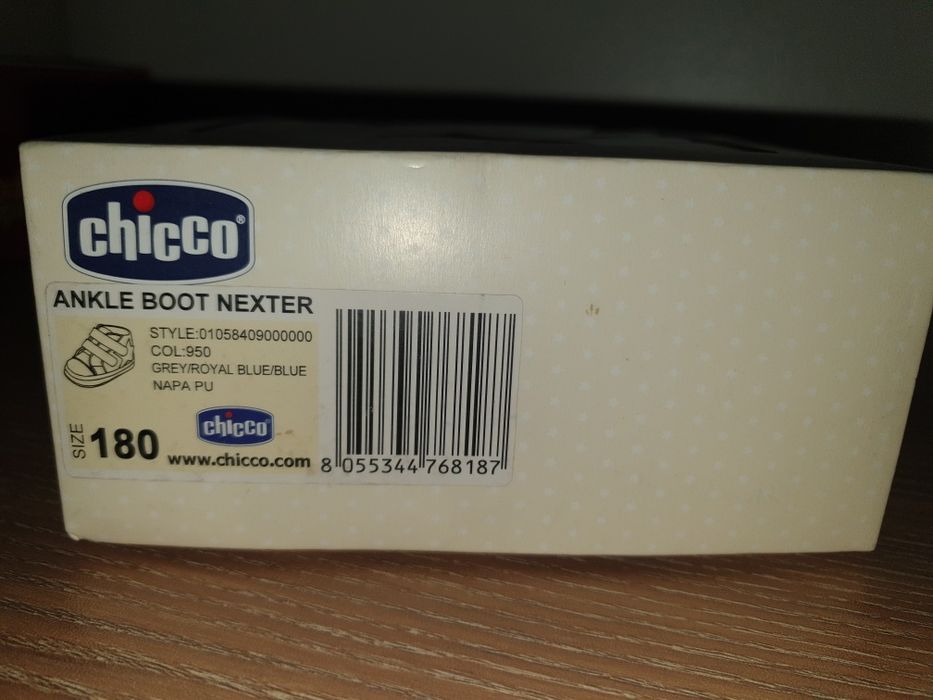 chicco®
ANKLE BOOT NEXTER
STYLE:01058409000000
COL:950
GREY/ROYAL BLUE/BLUE
NAPA PU
SIZE 180
chicco
www.chicco.com
8 055344 768187